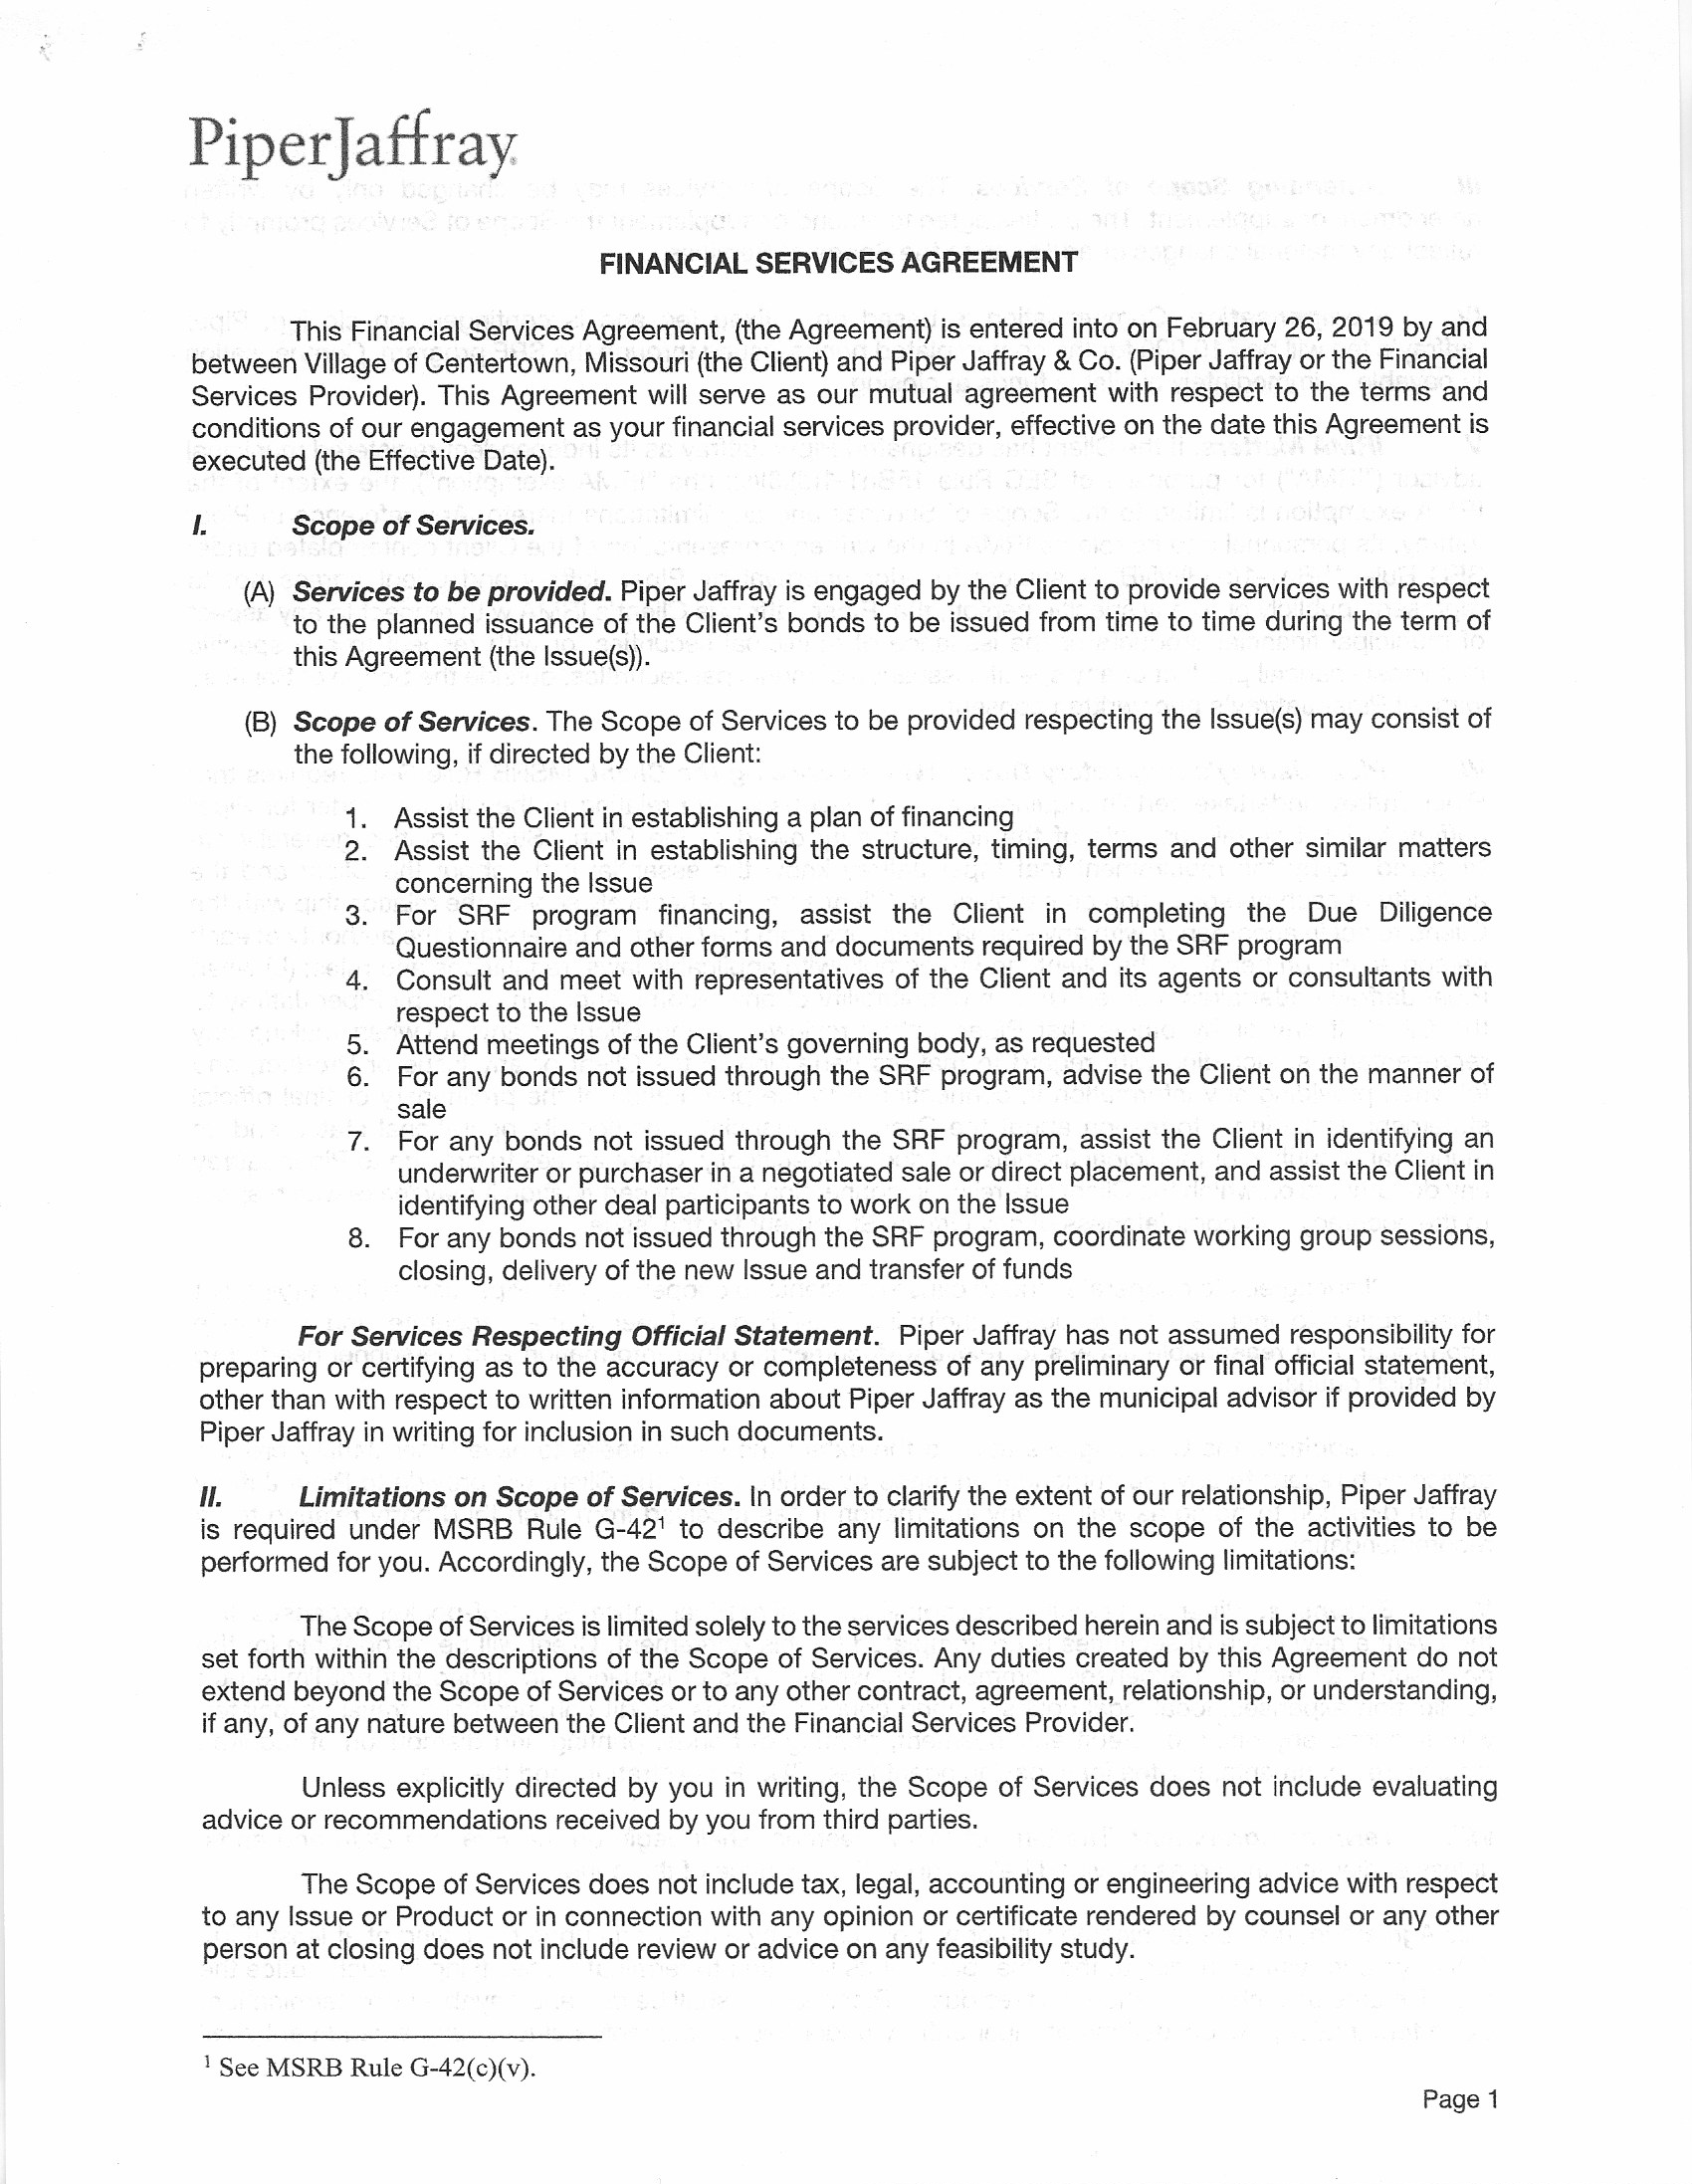 PiperJaffray.
FINANCIAL SERVICES AGREEMENT
This Financial Services Agreement, (the Agreement) is entered into on February 26, 2019 by and
between Village of Centertown, Missouri (the Client) and Piper Jaffray & Co. (Piper Jaffray or the Financial
Services Provider). This Agreement will serve as our mutual agreement with respect to the terms and
conditions of our engagement as your financial services provider, effective on the date this Agreement is
executed (the Effective Date).
I. Scope of Services.
(A) Services to be provided. Piper Jaffray is engaged by the Client to provide services with respect
to the planned issuance of the Client's bonds to be issued from time to time during the term of
this Agreement (the Issue(s)).
(B) Scope of Services. The Scope of Services to be provided respecting the Issue(s) may consist of
the following, if directed by the Client:
1. Assist the Client in establishing a plan of financing
2. Assist the Client in establishing the structure, timing, terms and other similar matters
concerning the Issue
3. For SRF program financing, assist the Client in completing the Due Diligence
Questionnaire and other forms and documents required by the SRF program
4. Consult and meet with representatives of the Client and its agents or consultants with
respect to the Issue
5. Attend meetings of the Client's governing body, as requested
6. For any bonds not issued through the SRF program, advise the Client on the manner of
sale
7. For any bonds not issued through the SRF program, assist the Client in identifying an
underwriter or purchaser in a negotiated sale or direct placement, and assist the Client in
identifying other deal participants to work on the Issue
8. For any bonds not issued through the SRF program, coordinate working group sessions,
closing, delivery of the new Issue and transfer of funds
For Services Respecting Official Statement. Piper Jaffray has not assumed responsibility for
preparing or certifying as to the accuracy or completeness of any preliminary or final official statement,
other than with respect to written information about Piper Jaffray as the municipal advisor if provided by
Piper Jaffray in writing for inclusion in such documents.
II. Limitations on Scope of Services. In order to clarify the extent of our relationship, Piper Jaffray
is required under MSRB Rule G-42¹ to describe any limitations on the scope of the activities to be
performed for you. Accordingly, the Scope of Services are subject to the following limitations:
The Scope of Services is limited solely to the services described herein and is subject to limitations
set forth within the descriptions of the Scope of Services. Any duties created by this Agreement do not
extend beyond the Scope of Services or to any other contract, agreement, relationship, or understanding,
if any, of any nature between the Client and the Financial Services Provider.
Unless explicitly directed by you in writing, the Scope of Services does not include evaluating
advice or recommendations received by you from third parties.
The Scope of Services does not include tax, legal, accounting or engineering advice with respect
to any Issue or Product or in connection with any opinion or certificate rendered by counsel or any other
person at closing does not include review or advice on any feasibility study.
¹ See MSRB Rule G-42(c)(v).
Page 1